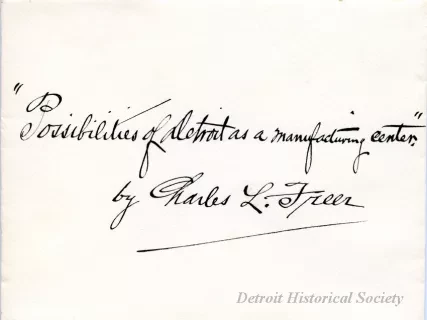 "Possibilities of Detroit as a manufacturing center."
by Charles L. Freer
Detroit Historical Society